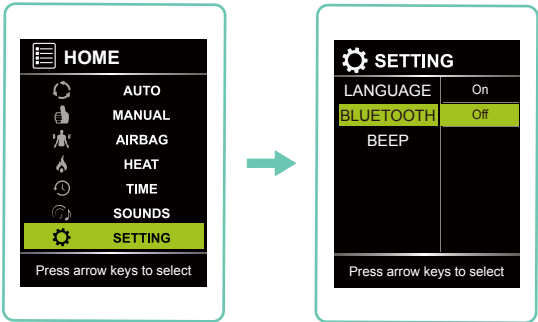 HOME
AUTO
MANUAL
AIRBAG
HEAT
TIME
SOUNDS
SETTING
Press arrow keys to select
SETTING
LANGUAGE On
BLUETOOTH Off
BEEP
Press arrow keys to select